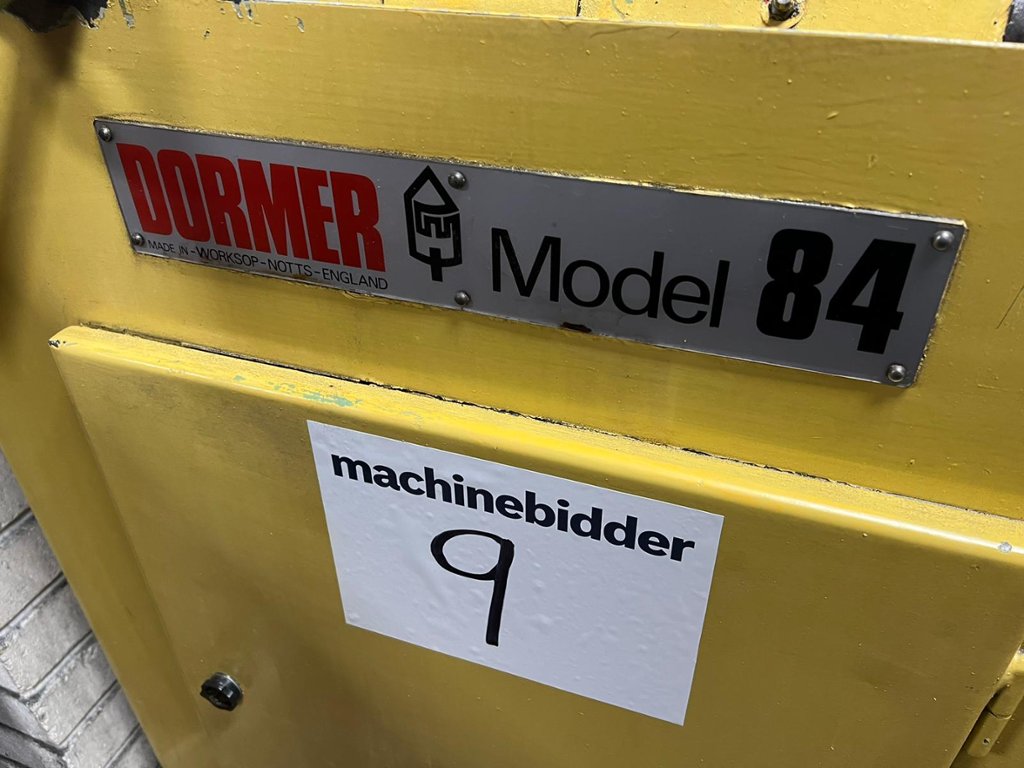 DORMER
MADE IN - WORKSOP - NOTTS - ENGLAND
Model 84
machinebidder
9